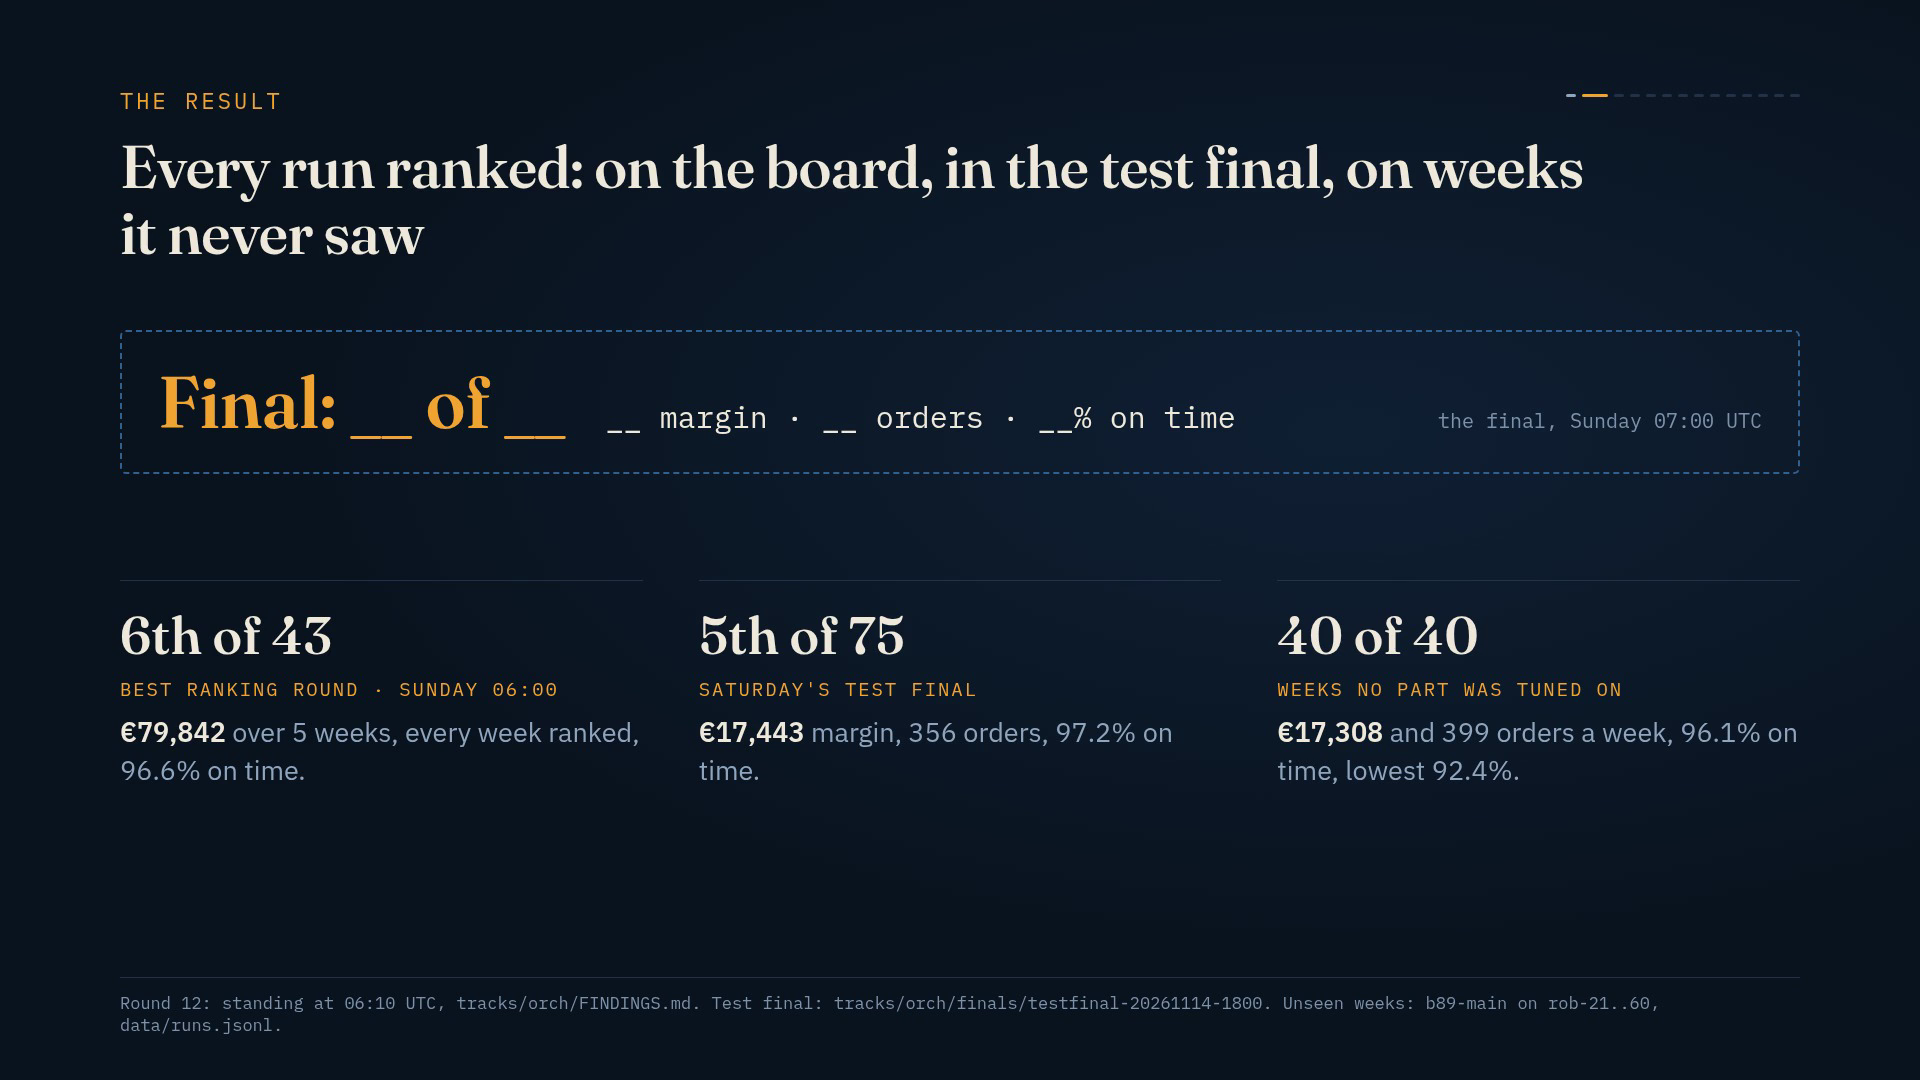 THE RESULT
Every run ranked: on the board, in the test final, on weeks
it never saw
Final: __ of __ __ margin · __ orders · __% on time the final, Sunday 07:00 UTC
6th of 43
BEST RANKING ROUND · SUNDAY 06:00
€79,842 over 5 weeks, every week ranked,
96.6% on time.
5th of 75
SATURDAY'S TEST FINAL
€17,443 margin, 356 orders, 97.2% on
time.
40 of 40
WEEKS NO PART WAS TUNED ON
€17,308 and 399 orders a week, 96.1% on
time, lowest 92.4%.
Round 12: standing at 06:10 UTC, tracks/orch/FINDINGS.md. Test final: tracks/orch/finals/testfinal-20261114-1800. Unseen weeks: b89-main on rob-21..60,
data/runs.jsonl.